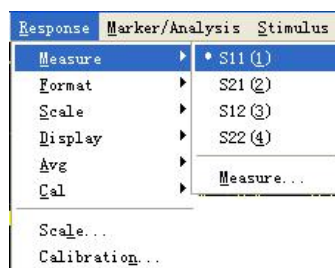 Response Marker/Analysis Stimulus
Measure
Format
Scale
Display
Avg
Cal
Scale...
Calibration...
S11 (1)
S21 (2)
S12 (3)
S22 (4)
Measure...